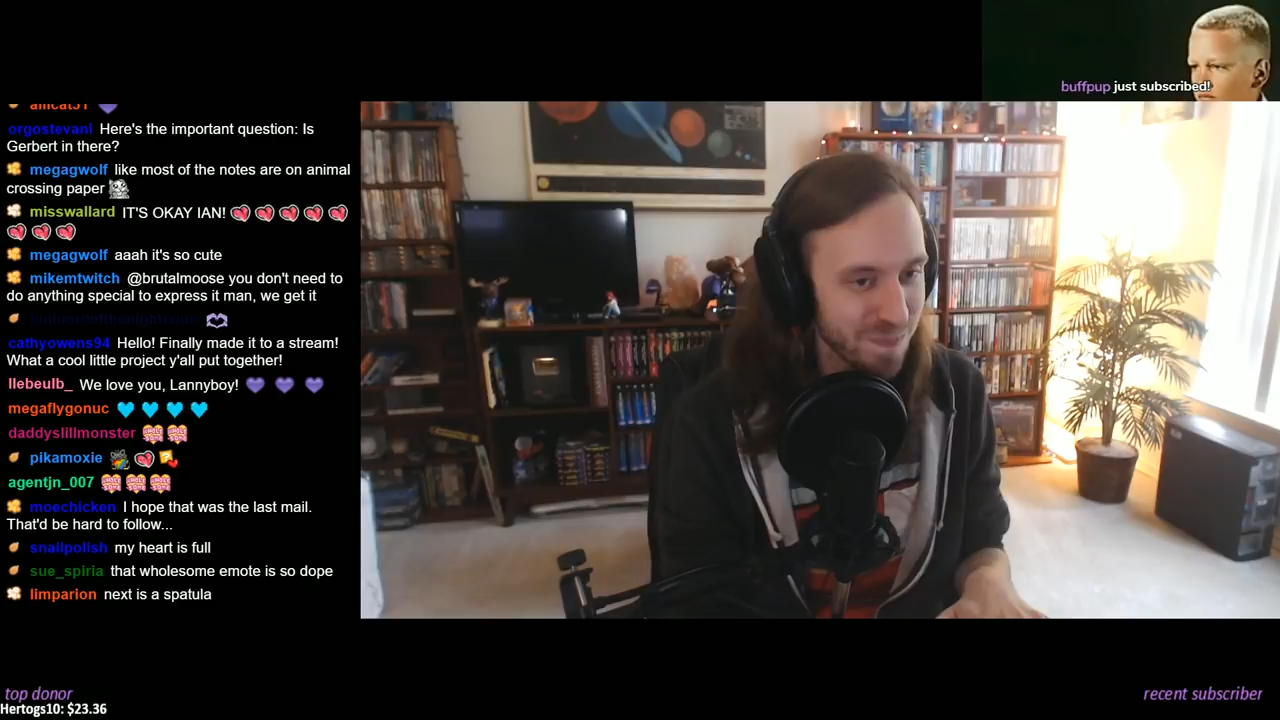 allicat51
orgostevani Here's the important question: Is
Gerbert in there?
megagwolf like most of the notes are on animal
crossing paper
misswallard IT'S OKAY IAN!
megagwolf aaah it's so cute
mikemtwitch @brutalmoose you don't need to
do anything special to express it man, we get it
cathyowens94 Hello! Finally made it to a stream!
What a cool little project y'all put together!
llebeulb_ We love you, Lannyboy!
megaflygonuc
daddyslillmonster
pikamoxie
agentjn_007
moechicken I hope that was the last mail.
That'd be hard to follow...
snailpolish my heart is full
sue_spiria that wholesome emote is so dope
limparion next is a spatula
buffpup just subscribed!
top donor
Hertogs10: $23.36
recent subscriber